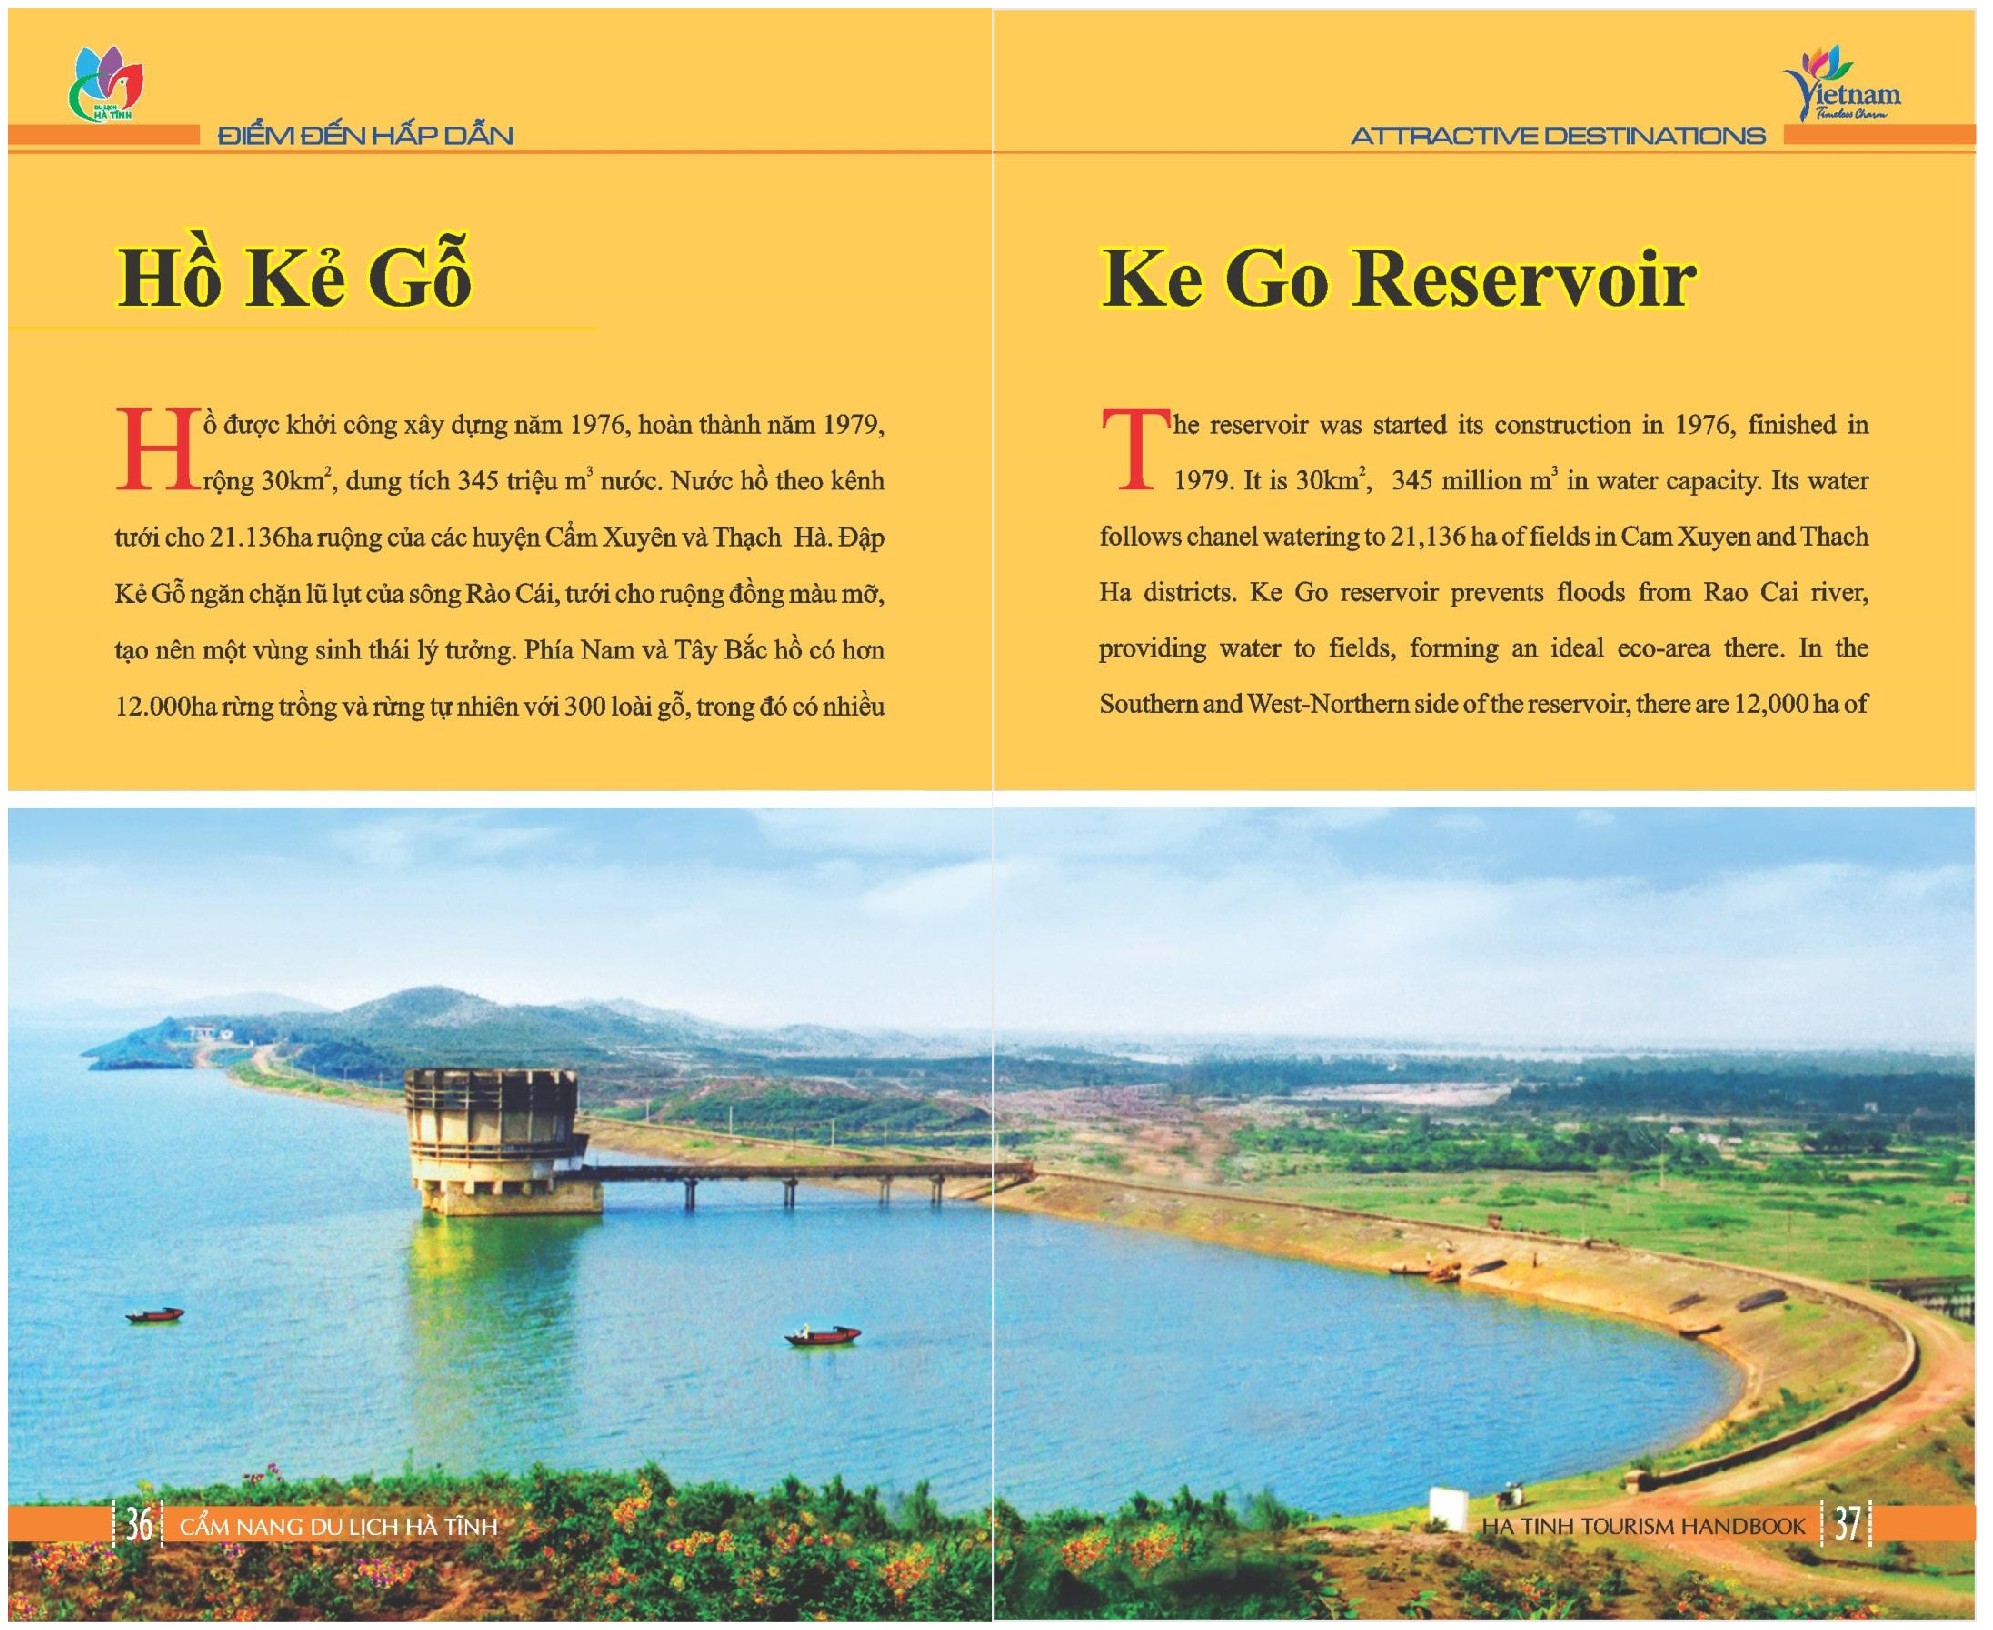 DU LỊCH
HÀ TĨNH
ĐIỂM ĐẾN HẤP DẪN
Hồ Kẻ Gỗ
Hồ được khởi công xây dựng năm 1976, hoàn thành năm 1979,
rộng 30km², dung tích 345 triệu m³ nước. Nước hồ theo kênh
tưới cho 21.136ha ruộng của các huyện Cẩm Xuyên và Thạch Hà. Đập
Kẻ Gỗ ngăn chặn lũ lụt của sông Rào Cái, tưới cho ruộng đồng màu mỡ,
tạo nên một vùng sinh thái lý tưởng. Phía Nam và Tây Bắc hồ có hơn
12.000ha rừng trồng và rừng tự nhiên với 300 loài gỗ, trong đó có nhiều
36 CẨM NANG DU LỊCH HÀ TĨNH
Vietnam
Timeless Charm
ATTRACTIVE DESTINATIONS
Ke Go Reservoir
The reservoir was started its construction in 1976, finished in
1979. It is 30km², 345 million m³ in water capacity. Its water
follows chanel watering to 21,136 ha of fields in Cam Xuyen and Thach
Ha districts. Ke Go reservoir prevents floods from Rao Cai river,
providing water to fields, forming an ideal eco-area there. In the
Southern and West-Northern side of the reservoir, there are 12,000 ha of
HA TINH TOURISM HANDBOOK 37